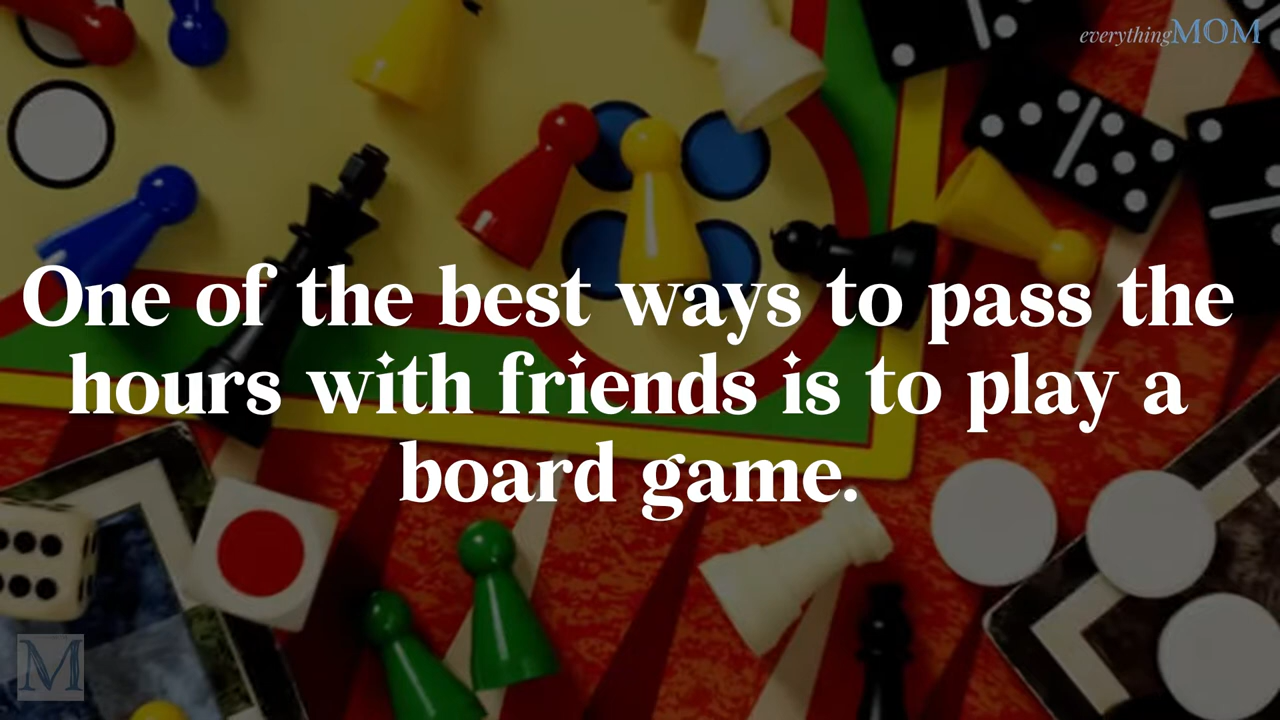 everythingMOM
One of the best ways to pass the
hours with friends is to play a
board game.
M